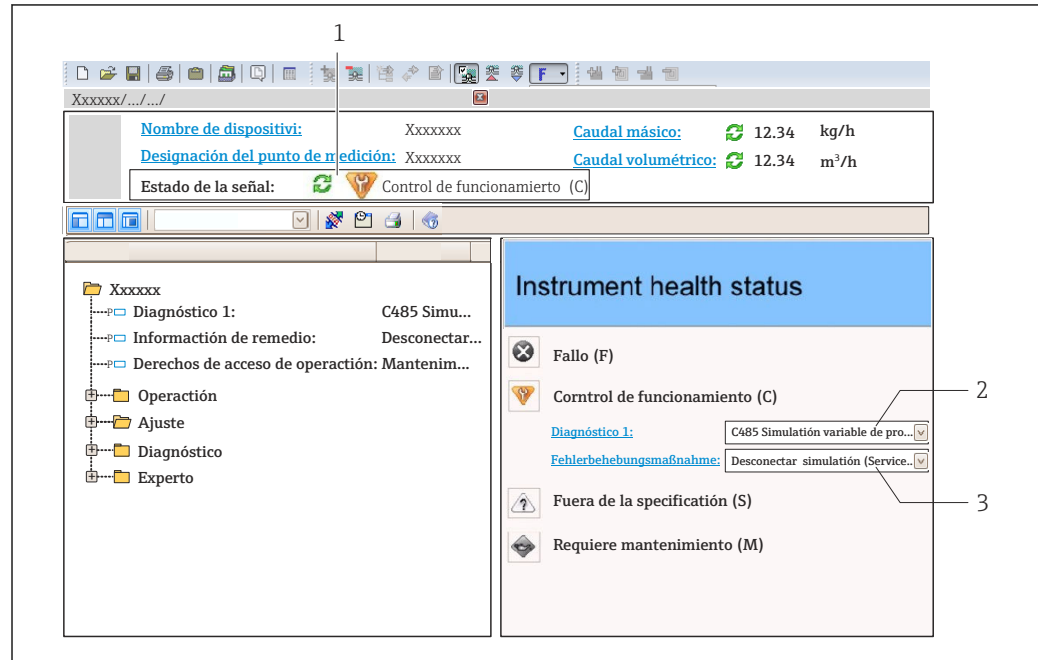 1
F
Xxxxxx/.../.../
Nombre de dispositivi: Xxxxxxx Caudal másico: 12.34 kg/h
Designación del punto de medición: Xxxxxxx Caudal volumétrico: 12.34 m³/h
Estado de la señal: Control de funcionamierto (C)
Xxxxxx
Diagnóstico 1: C485 Simu...
Informactión de remedio: Desconectar...
Derechos de acceso de operactión: Mantenim...
Operactión
Ajuste
Diagnóstico
Experto
Instrument health status
Fallo (F)
Corntrol de funcionamiento (C)
2
Diagnóstico 1: C485 Simulatión variable de pro...
Fehlerbehebungsmaßnahme: Desconectar simulatión (Service..
3
Fuera de la specificatión (S)
Requiere mantenimiento (M)